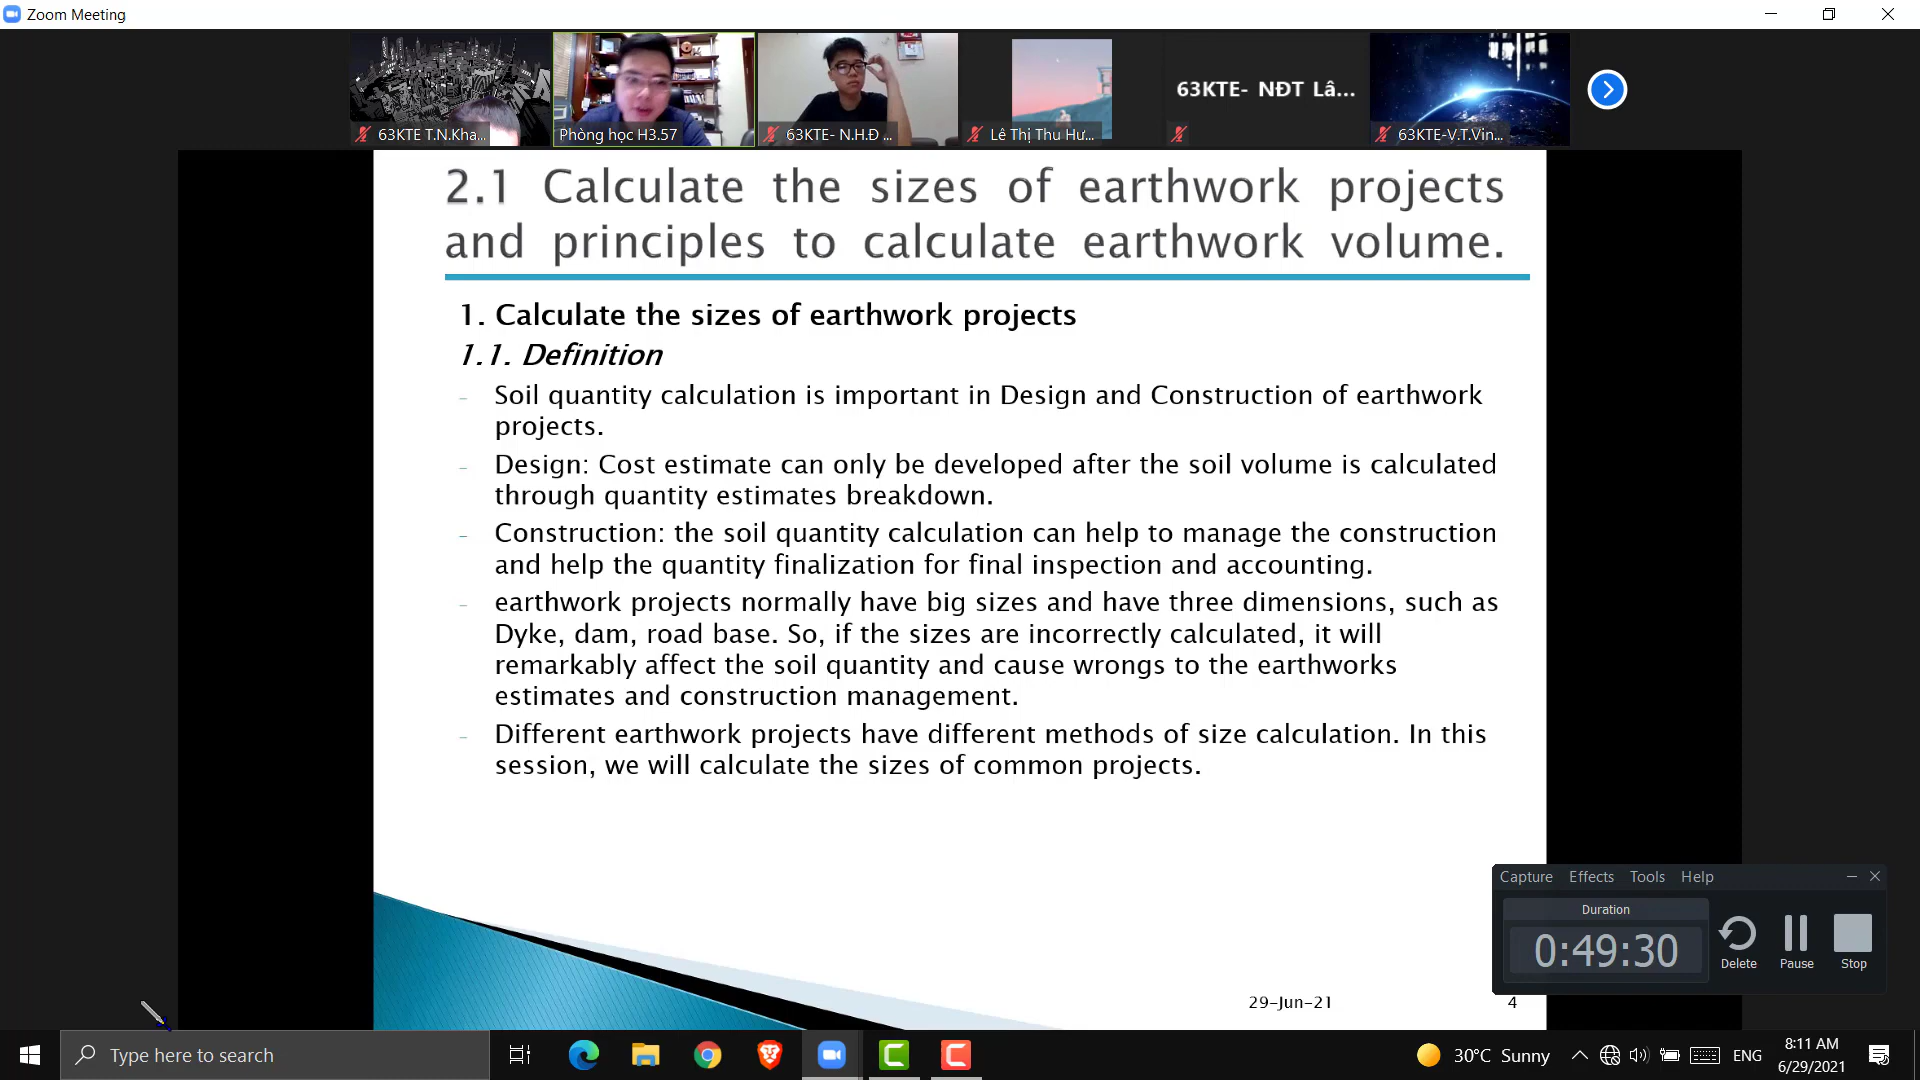 Zoom Meeting
63KTE T.N.Kha...
Phòng học H3.57
63KTE- N.H.Đ ...
Lê Thị Thu Hư...
63KTE- NĐT Lâ...
63KTE-V.T.Vin...
2.1 Calculate the sizes of earthwork projects
and principles to calculate earthwork volume.
1. Calculate the sizes of earthwork projects
1.1. Definition
- Soil quantity calculation is important in Design and Construction of earthwork
projects.
- Design: Cost estimate can only be developed after the soil volume is calculated
through quantity estimates breakdown.
- Construction: the soil quantity calculation can help to manage the construction
and help the quantity finalization for final inspection and accounting.
- earthwork projects normally have big sizes and have three dimensions, such as
Dyke, dam, road base. So, if the sizes are incorrectly calculated, it will
remarkably affect the soil quantity and cause wrongs to the earthworks
estimates and construction management.
- Different earthwork projects have different methods of size calculation. In this
session, we will calculate the sizes of common projects.
29-Jun-21
4
Capture Effects Tools Help
Duration
0:49:30
Delete Pause Stop
Type here to search
30°C Sunny
ENG
8:11 AM
6/29/2021